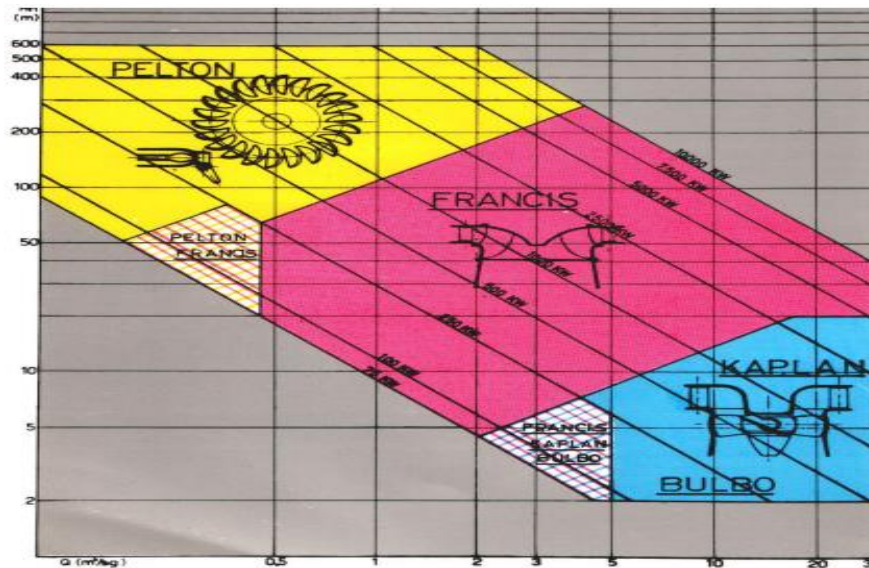 (m)
600
500
400
200
100
50
10
5
2
PELTON
FRANCIS
PELTON
FRANCIS
10000 KW
7500 KW
5000 KW
2500 KW
500 KW
250 KW
100 KW
75 KW
KAPLAN
FRANCIS
KAPLAN
BULBO
BULBO
Q (m³/sg) 0,5 1 2 3 5 10 20 30